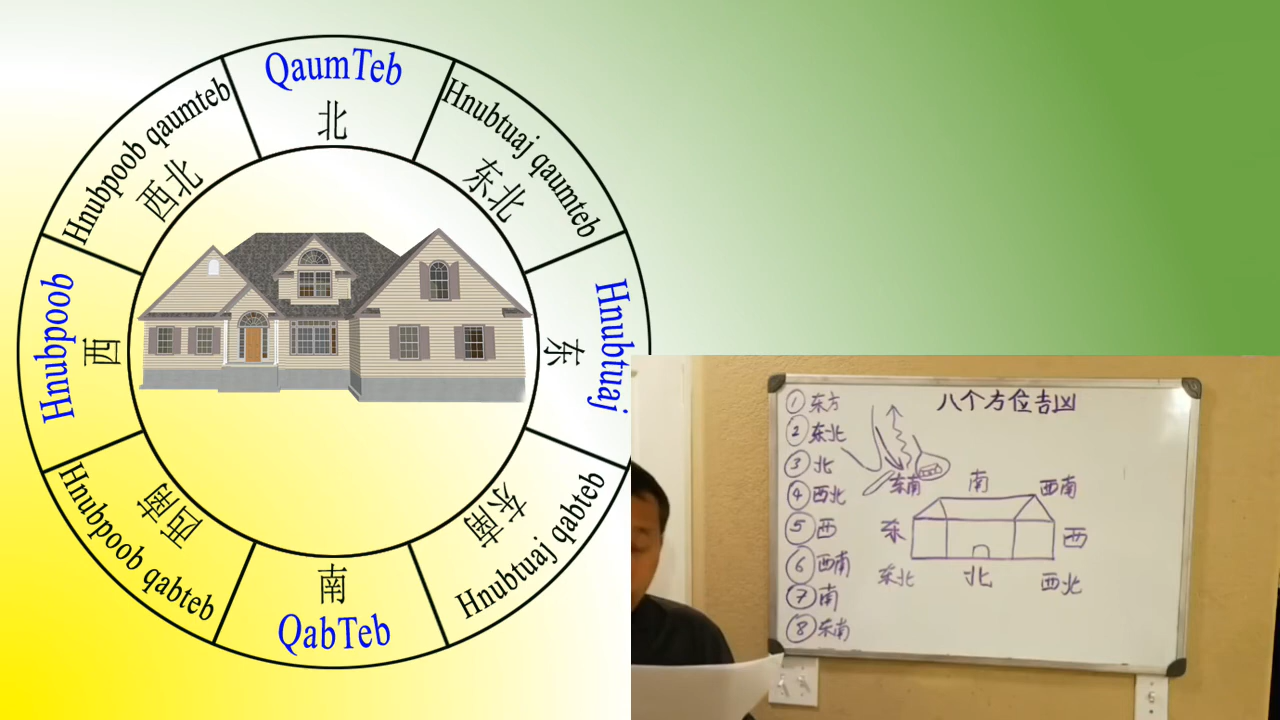 QaumTeb
北
Hnubtuaj qaumteb
东北
Hnubtuaj
东
Hnubtuaj qabteb
东南
南
QabTeb
Hnubpoob qabteb
西南
Hnubpoob
西
Hnubpoob qaumteb
西北
八个方位吉凶
① 东方
② 东北
③ 北
④ 西北
⑤ 西
⑥ 西南
⑦ 南
⑧ 东南
东南 南 西南
东 西
东北 北 西北